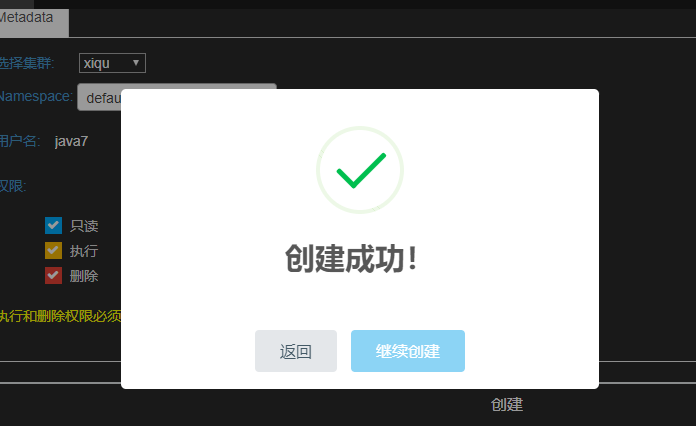 Metadata
选择集群: xiqu
Namespace: defau
用户名: java7
权限:
只读
执行
删除
执行和删除权限必须
创建成功!
返回 继续创建
创建